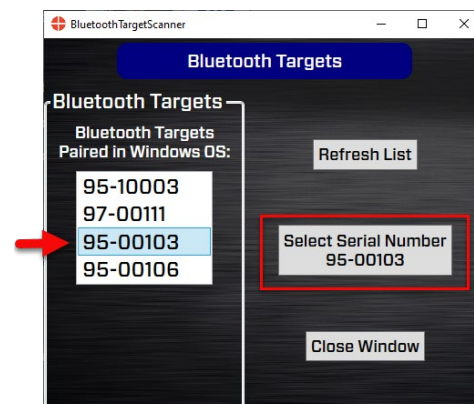 BluetoothTargetScanner
Bluetooth Targets
Bluetooth Targets
Bluetooth Targets
Paired in Windows OS:
95-10003
97-00111
95-00103
95-00106
Refresh List
Select Serial Number
95-00103
Close Window